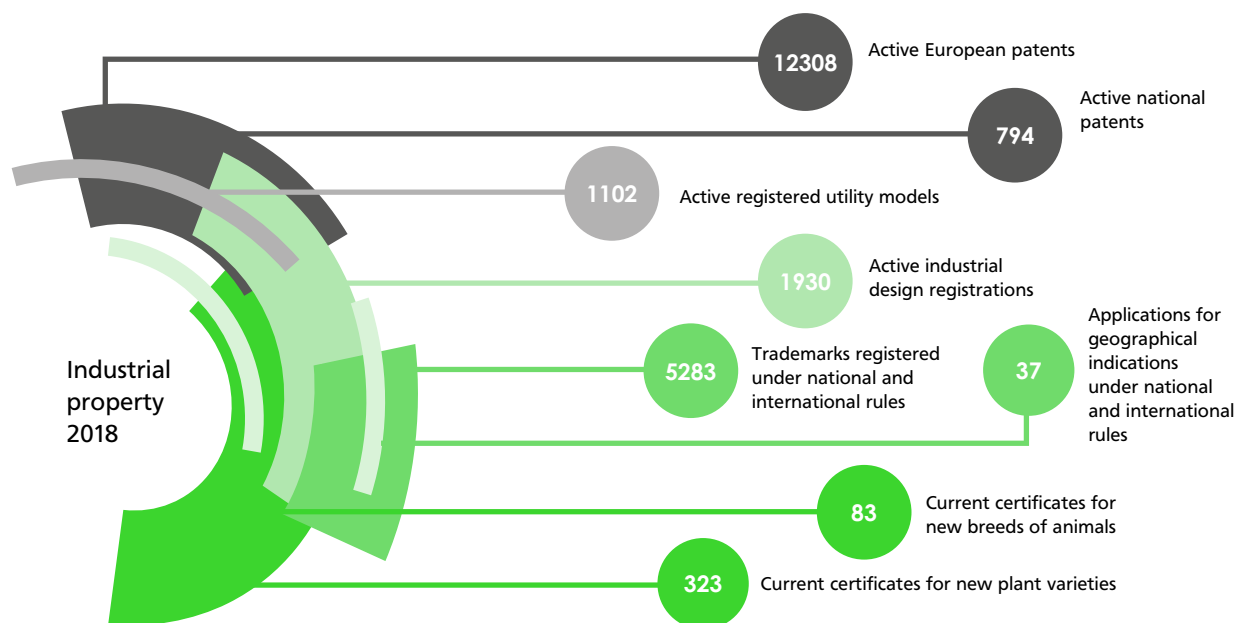 12308
Active European patents
794
Active national
patents
1102
Active registered utility models
1930
Active industrial
design registrations
5283
Trademarks registered
under national and
international rules
37
Applications for
geographical
indications
under national
and international
rules
Industrial
property
2018
83
Current certificates for
new breeds of animals
323
Current certificates for new plant varieties